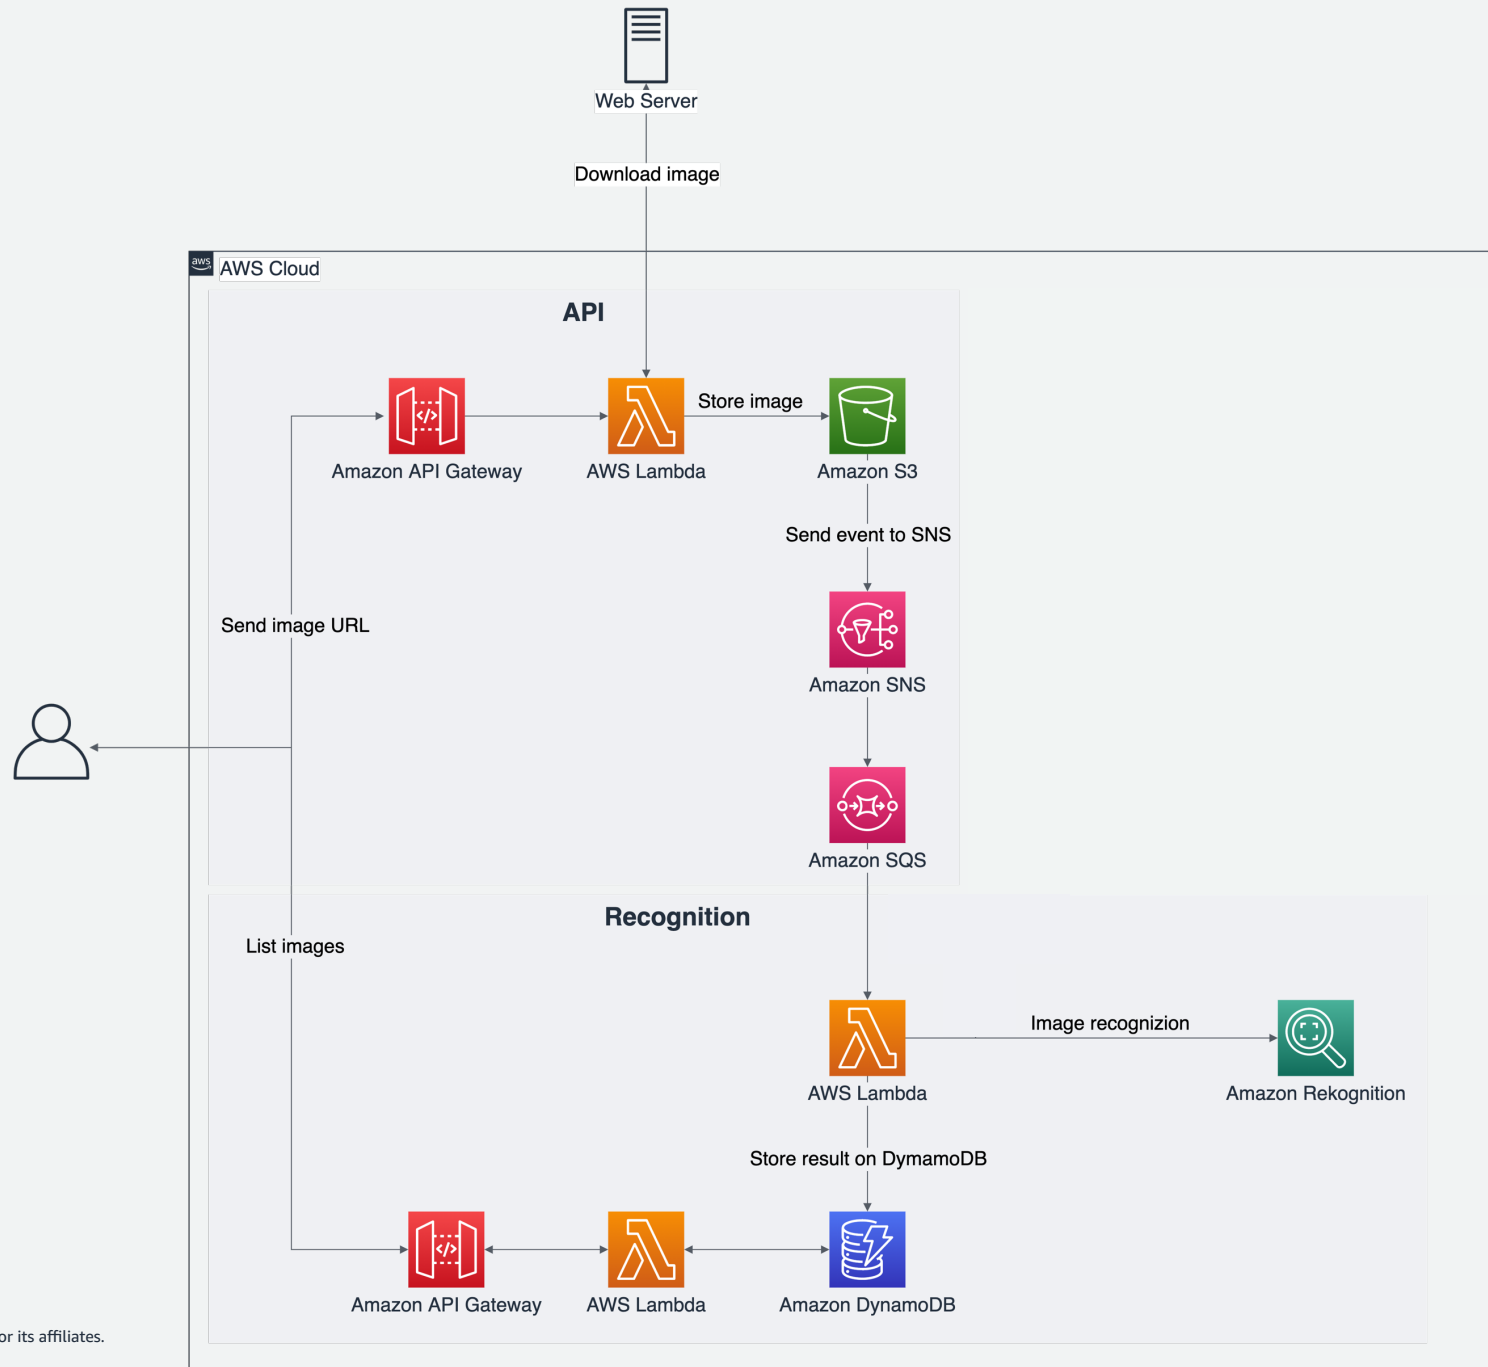 Web Server
Download image
aws
AWS Cloud
API
Store image
Amazon API Gateway
AWS Lambda
Amazon S3
Send event to SNS
Send image URL
Amazon SNS
Amazon SQS
Recognition
List images
Image recognizion
AWS Lambda
Amazon Rekognition
Store result on DymamoDB
Amazon API Gateway
AWS Lambda
Amazon DynamoDB
or its affiliates.